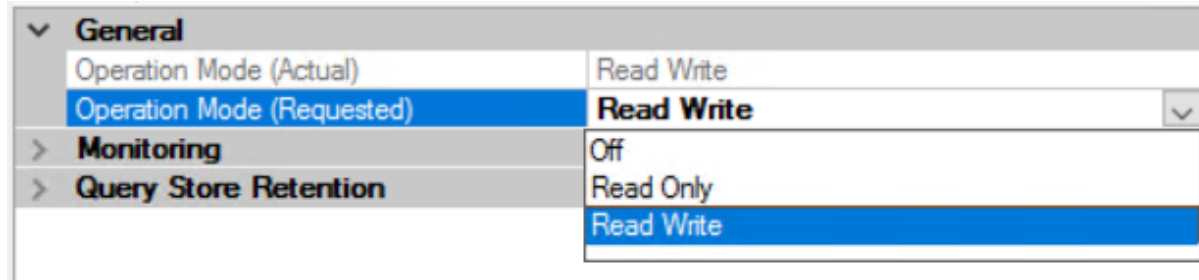 General
Operation Mode (Actual) Read Write
Operation Mode (Requested) Read Write
Monitoring Off
Query Store Retention Read Only
Read Write